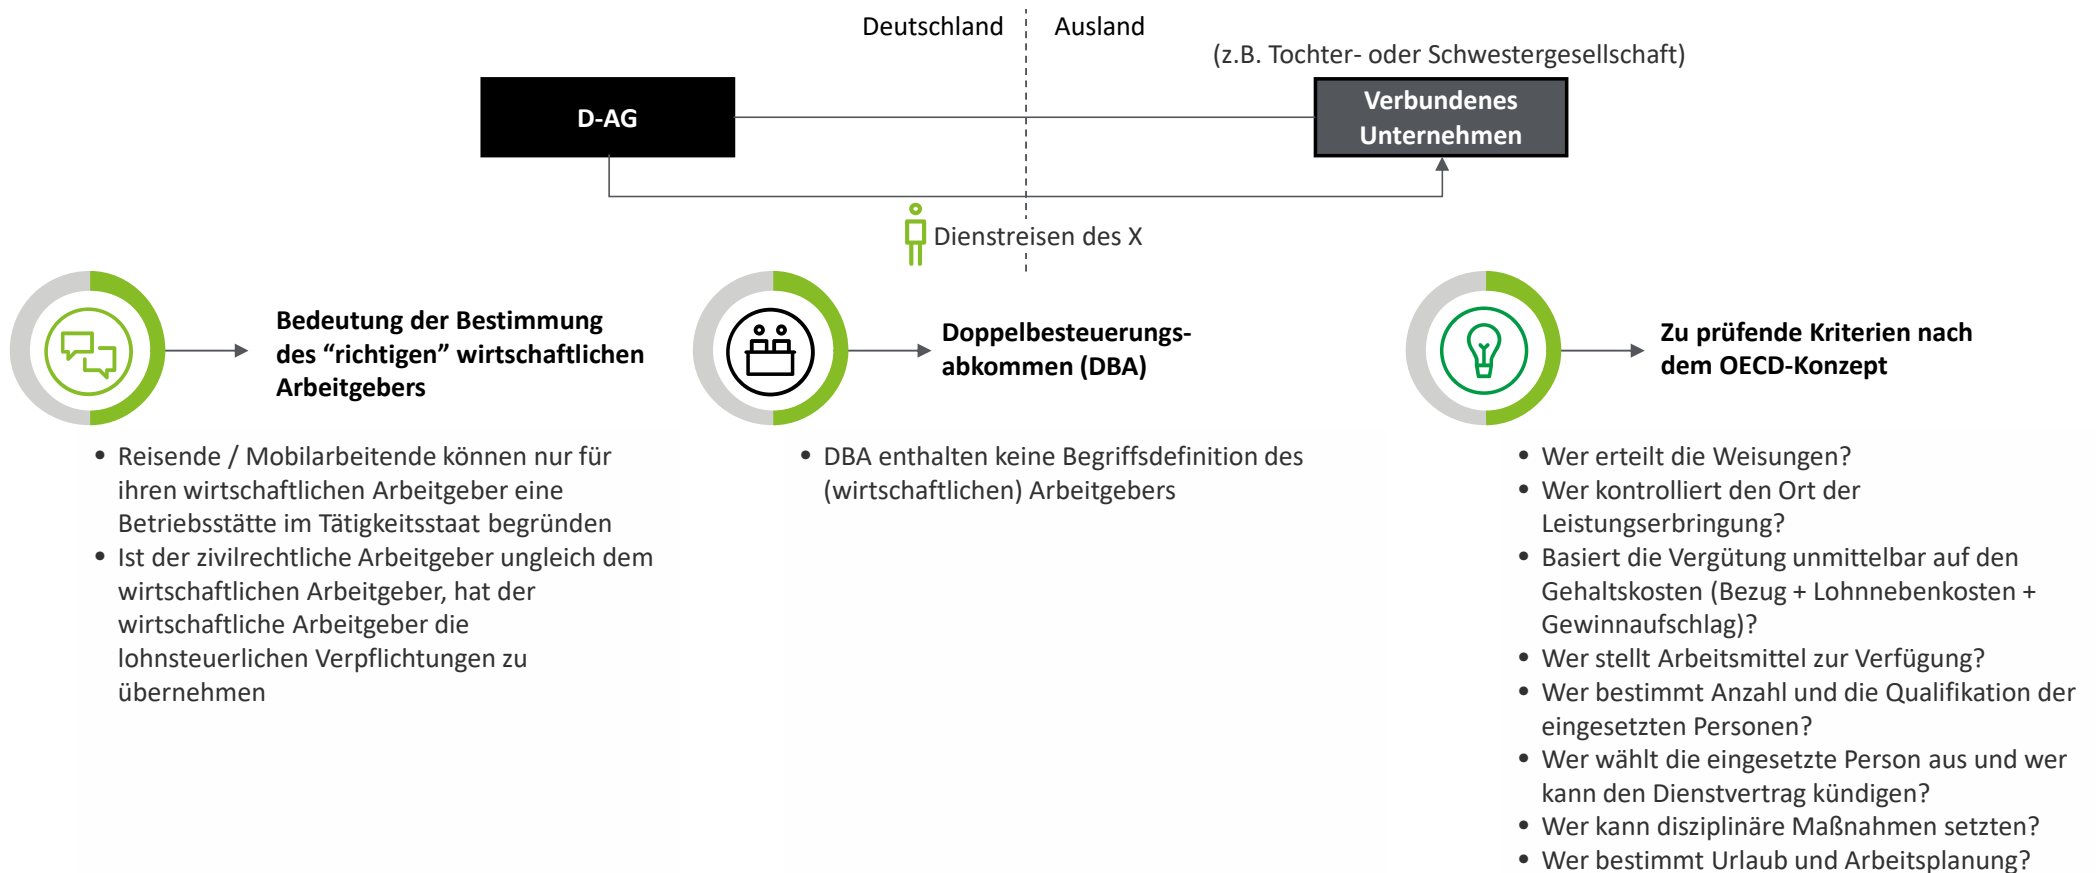 Deutschland
Ausland
(z.B. Tochter- oder Schwestergesellschaft)
D-AG
Verbundenes
Unternehmen
Dienstreisen des X
Bedeutung der Bestimmung
des “richtigen” wirtschaftlichen
Arbeitgebers
• Reisende / Mobilarbeitende können nur für
ihren wirtschaftlichen Arbeitgeber eine
Betriebsstätte im Tätigkeitsstaat begründen
• Ist der zivilrechtliche Arbeitgeber ungleich dem
wirtschaftlichen Arbeitgeber, hat der
wirtschaftliche Arbeitgeber die
lohnsteuerlichen Verpflichtungen zu
übernehmen
Doppelbesteuerungs-
abkommen (DBA)
• DBA enthalten keine Begriffsdefinition des
(wirtschaftlichen) Arbeitgebers
Zu prüfende Kriterien nach
dem OECD-Konzept
• Wer erteilt die Weisungen?
• Wer kontrolliert den Ort der
Leistungserbringung?
• Basiert die Vergütung unmittelbar auf den
Gehaltskosten (Bezug + Lohnnebenkosten +
Gewinnaufschlag)?
• Wer stellt Arbeitsmittel zur Verfügung?
• Wer bestimmt Anzahl und die Qualifikation der
eingesetzten Personen?
• Wer wählt die eingesetzte Person aus und wer
kann den Dienstvertrag kündigen?
• Wer kann disziplinäre Maßnahmen setzten?
• Wer bestimmt Urlaub und Arbeitsplanung?